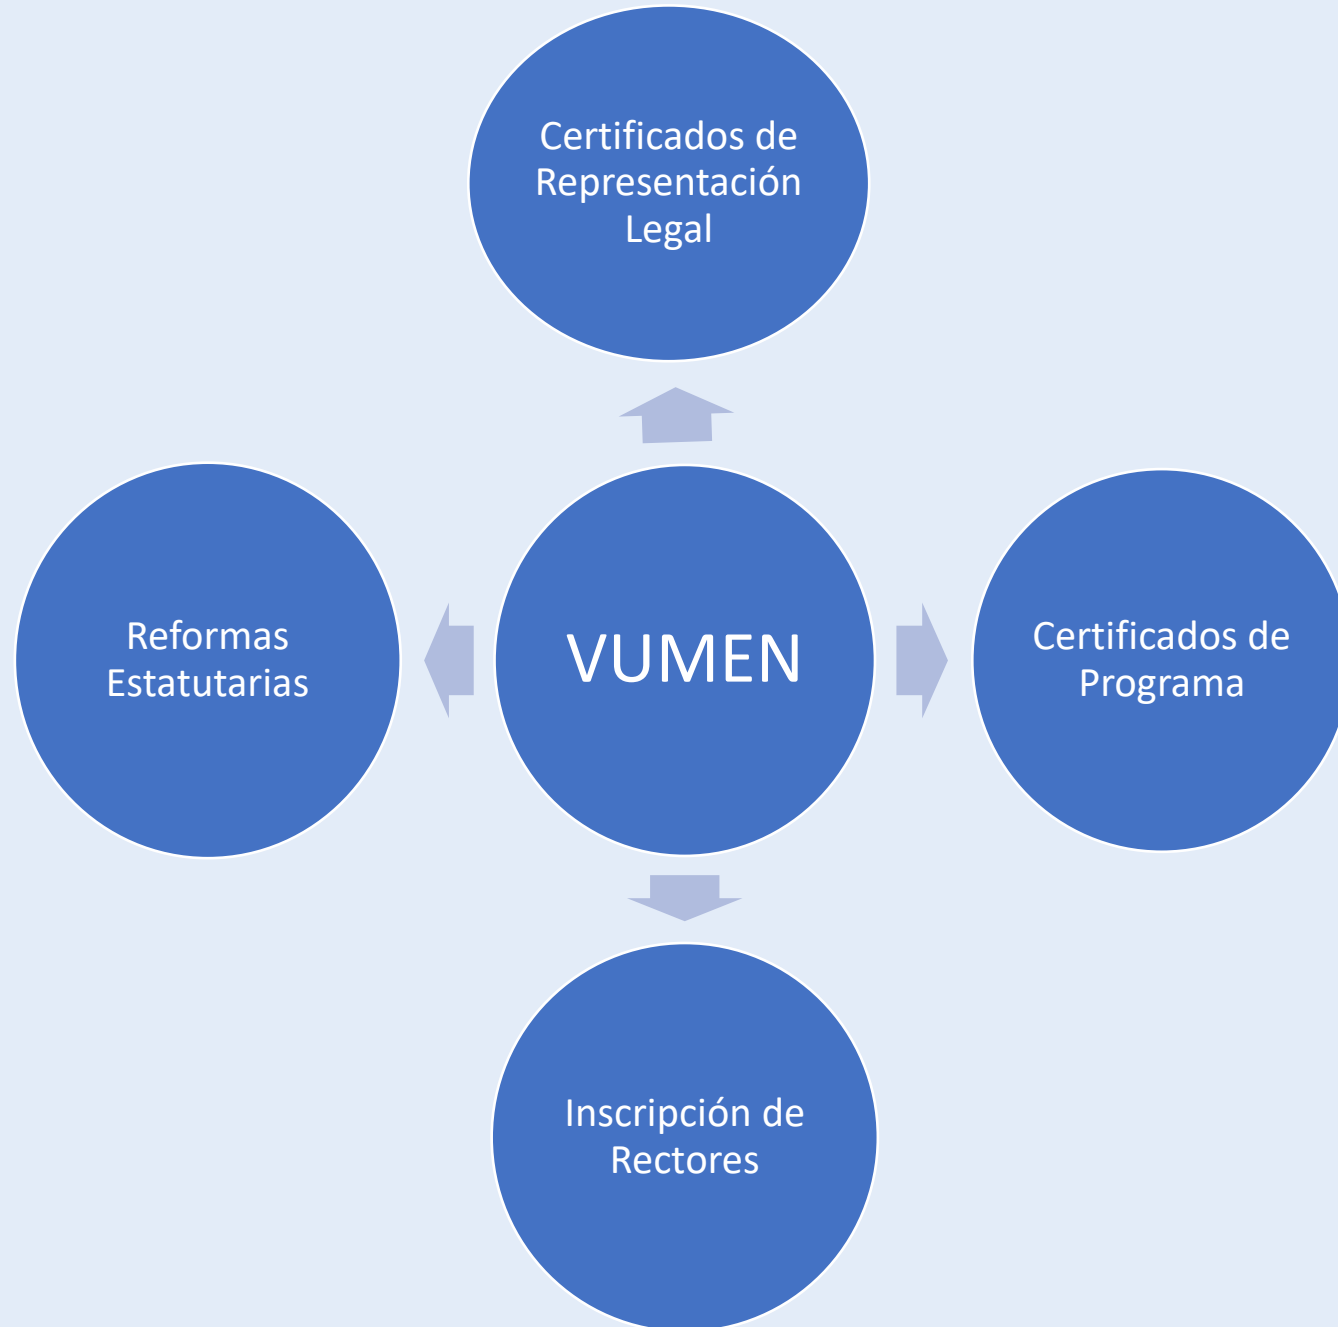 Certificados de
Representación
Legal
Reformas
Estatutarias
VUMEN
Certificados de
Programa
Inscripción de
Rectores